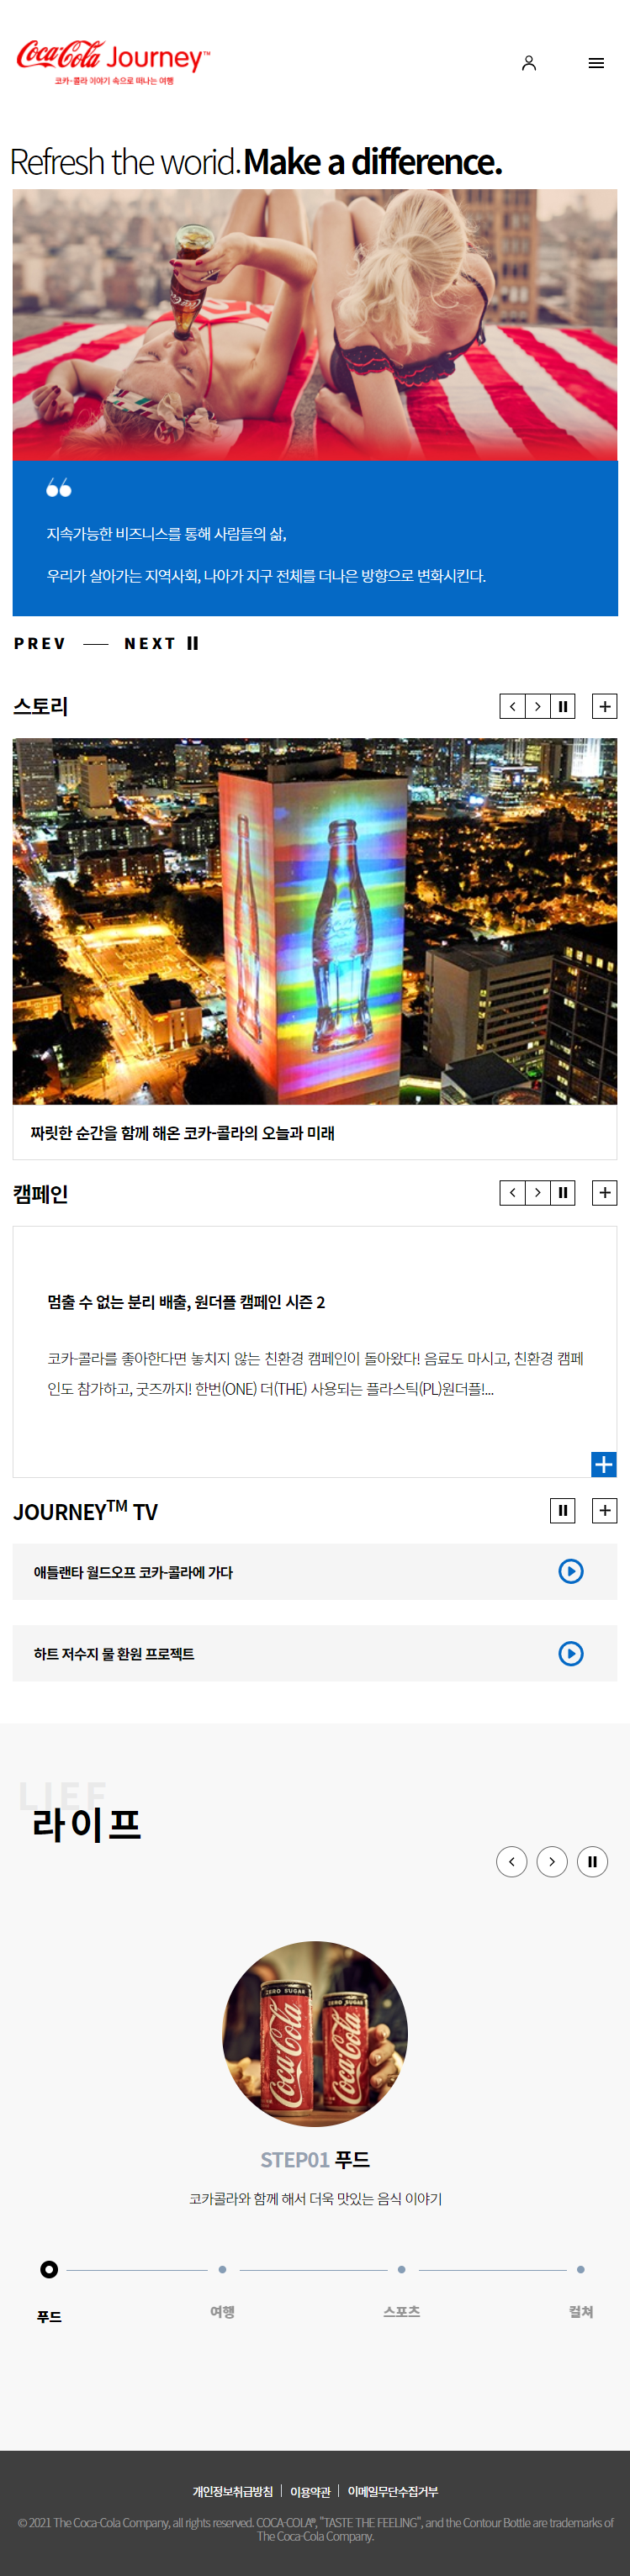 Coca-Cola Journey™
코카-콜라 이야기 속으로 떠나는 여행
Refresh the worid. Make a difference.
지속가능한 비즈니스를 통해 사람들의 삶,
우리가 살아가는 지역사회, 나아가 지구 전체를 더나은 방향으로 변화시킨다.
PREV NEXT
스토리
짜릿한 순간을 함께 해온 코카-콜라의 오늘과 미래
캠페인
멈출 수 없는 분리 배출, 원더플 캠페인 시즌 2
코카-콜라를 좋아한다면 놓치지 않는 친환경 캠페인이 돌아왔다! 음료도 마시고, 친환경 캠페
인도 참가하고, 굿즈까지! 한번(ONE) 더(THE) 사용되는 플라스틱(PL)원더플!...
JOURNEY™ TV
애틀랜타 월드오프 코카-콜라에 가다
하트 저수지 물 환원 프로젝트
LIEF
라이프
ZERO SUGAR ZERO SUGAR
Coca-Cola Coca-Cola
STEP01 푸드
코카콜라와 함께 해서 더욱 맛있는 음식 이야기
푸드 여행 스포츠 컬쳐
개인정보취급방침 이용약관 이메일무단수집거부
© 2021 The Coca-Cola Company, all rights reserved. COCA-COLA®, "TASTE THE FEELING", and the Contour Bottle are trademarks of
The Coca-Cola Company.